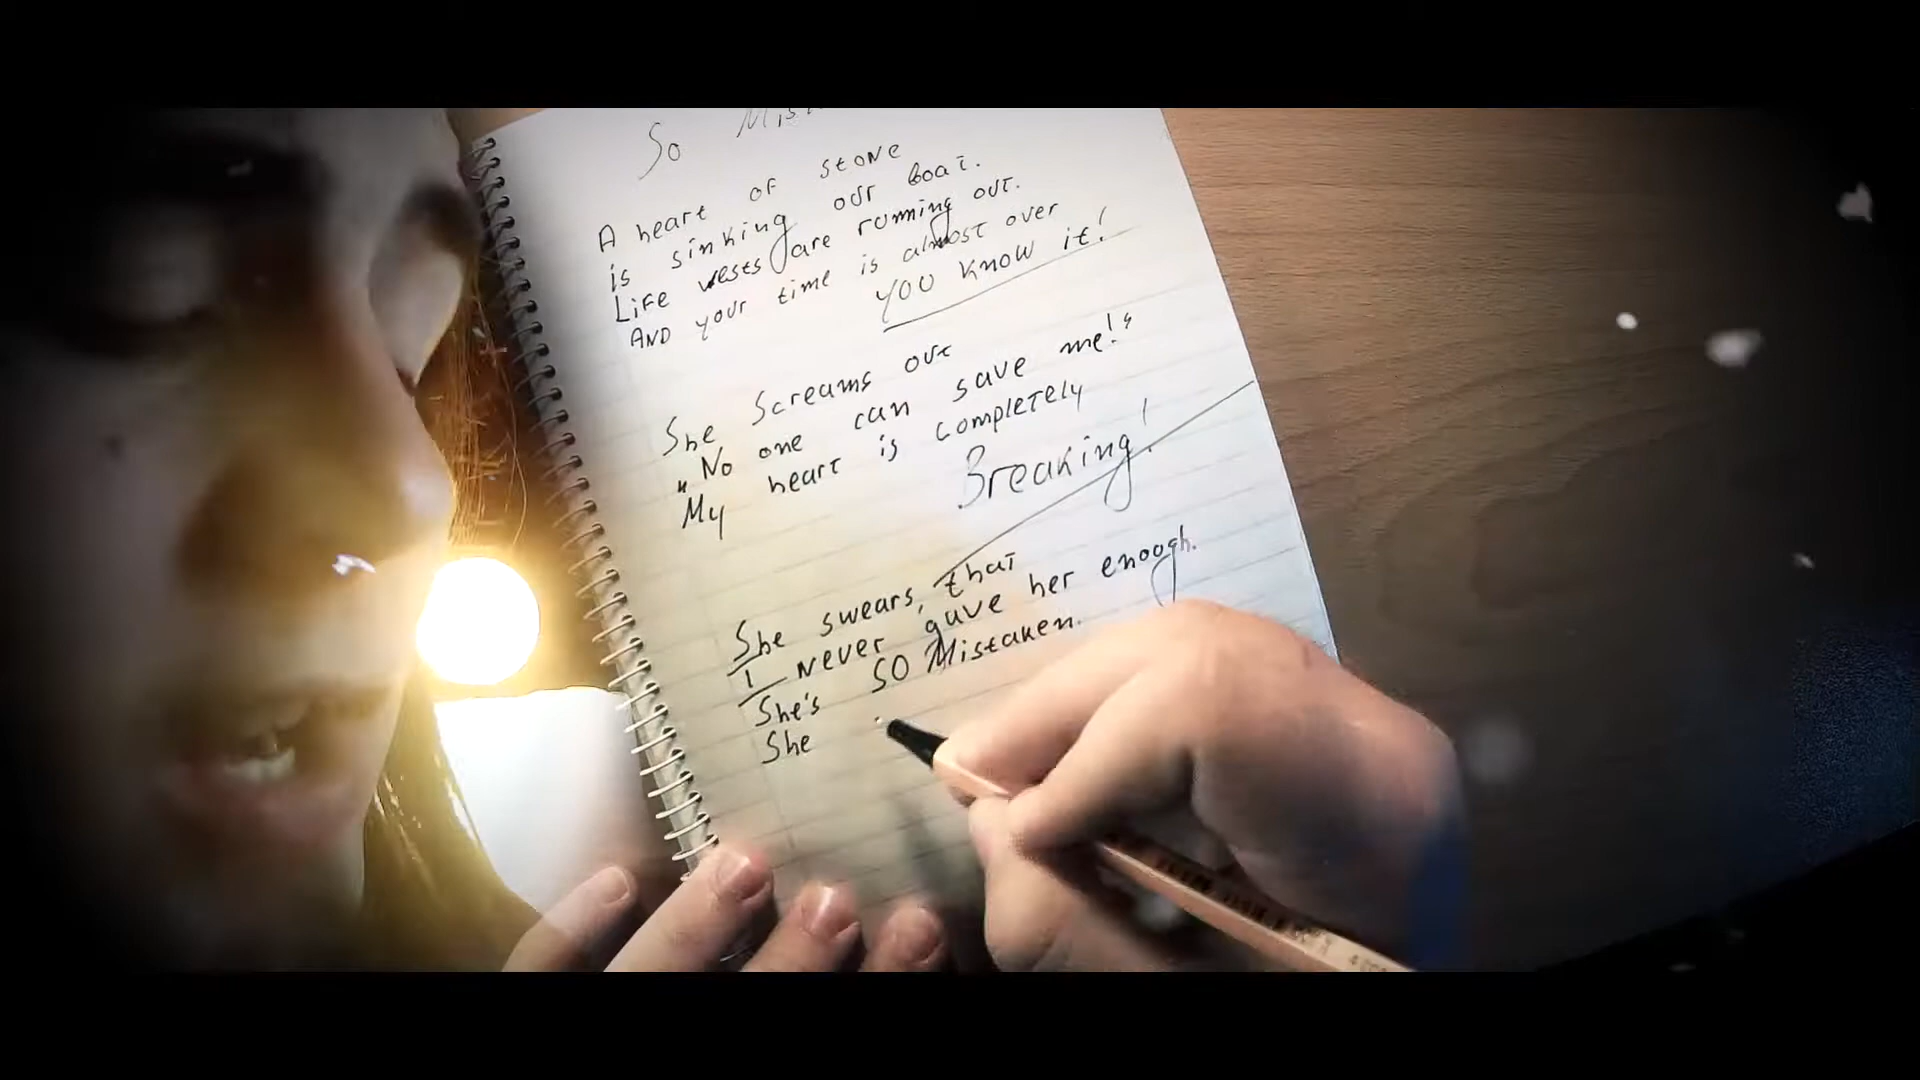 So
A heart of stone
is sinking our boat.
Life vests are running out.
AND your time is almost over
YOU KNOW it!
She Screams out
„No one can save me!"
My heart is completely
Breaking!
She swears, that
I never gave her enough.
She's SO Mistaken.
She